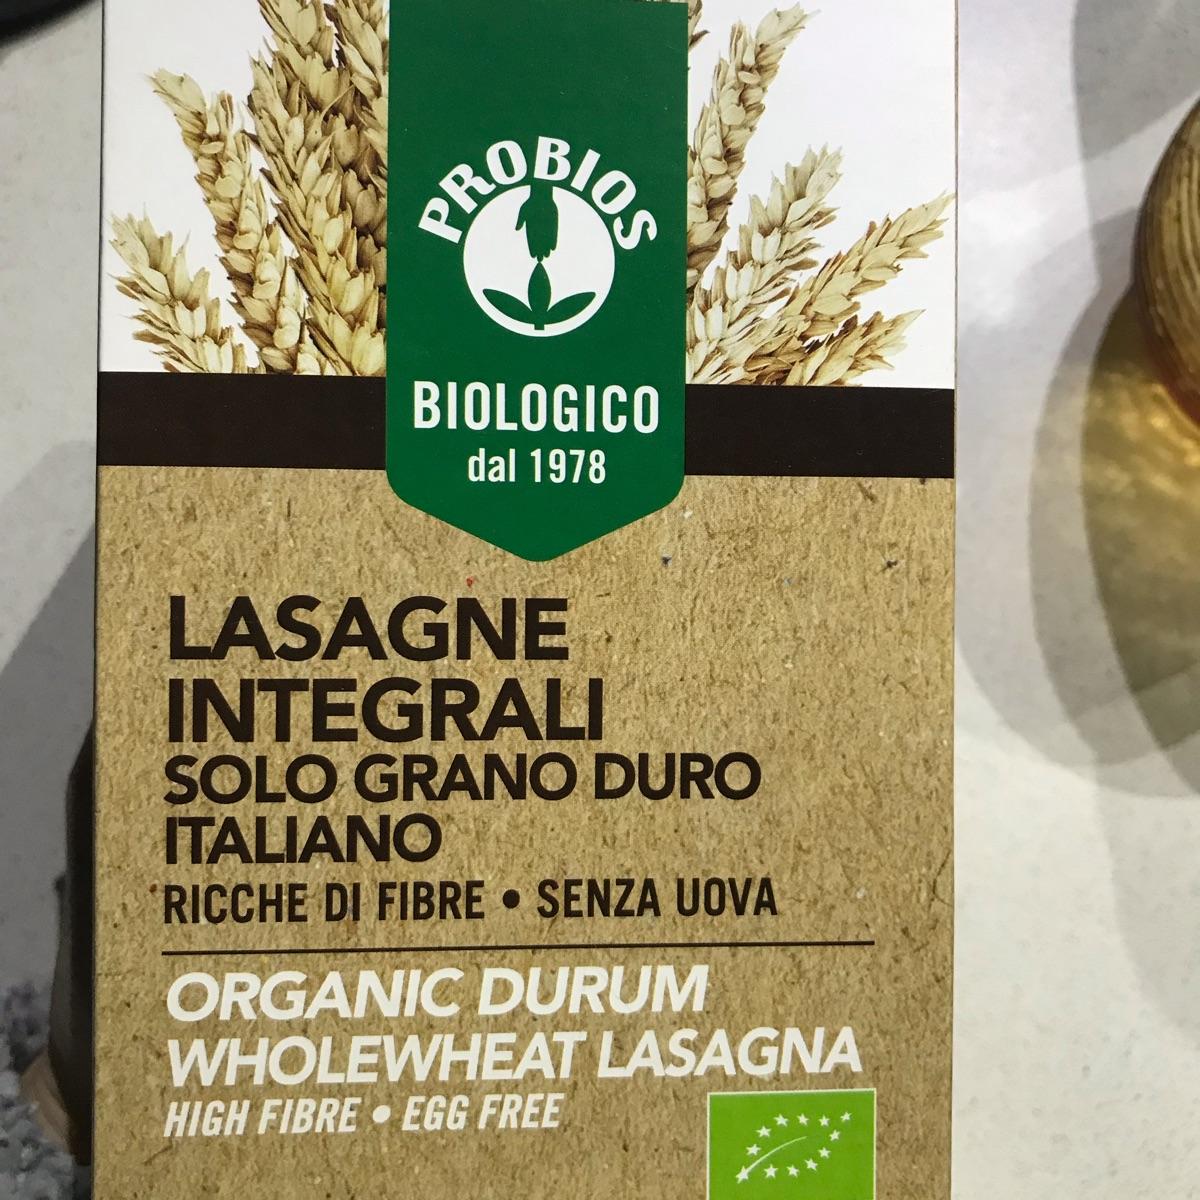 PROBIOS
BIOLOGICO
dal 1978
LASAGNE
INTEGRALI
SOLO GRANO DURO
ITALIANO
RICCHE DI FIBRE • SENZA UOVA
ORGANIC DURUM
WHOLEWHEAT LASAGNA
HIGH FIBRE • EGG FREE